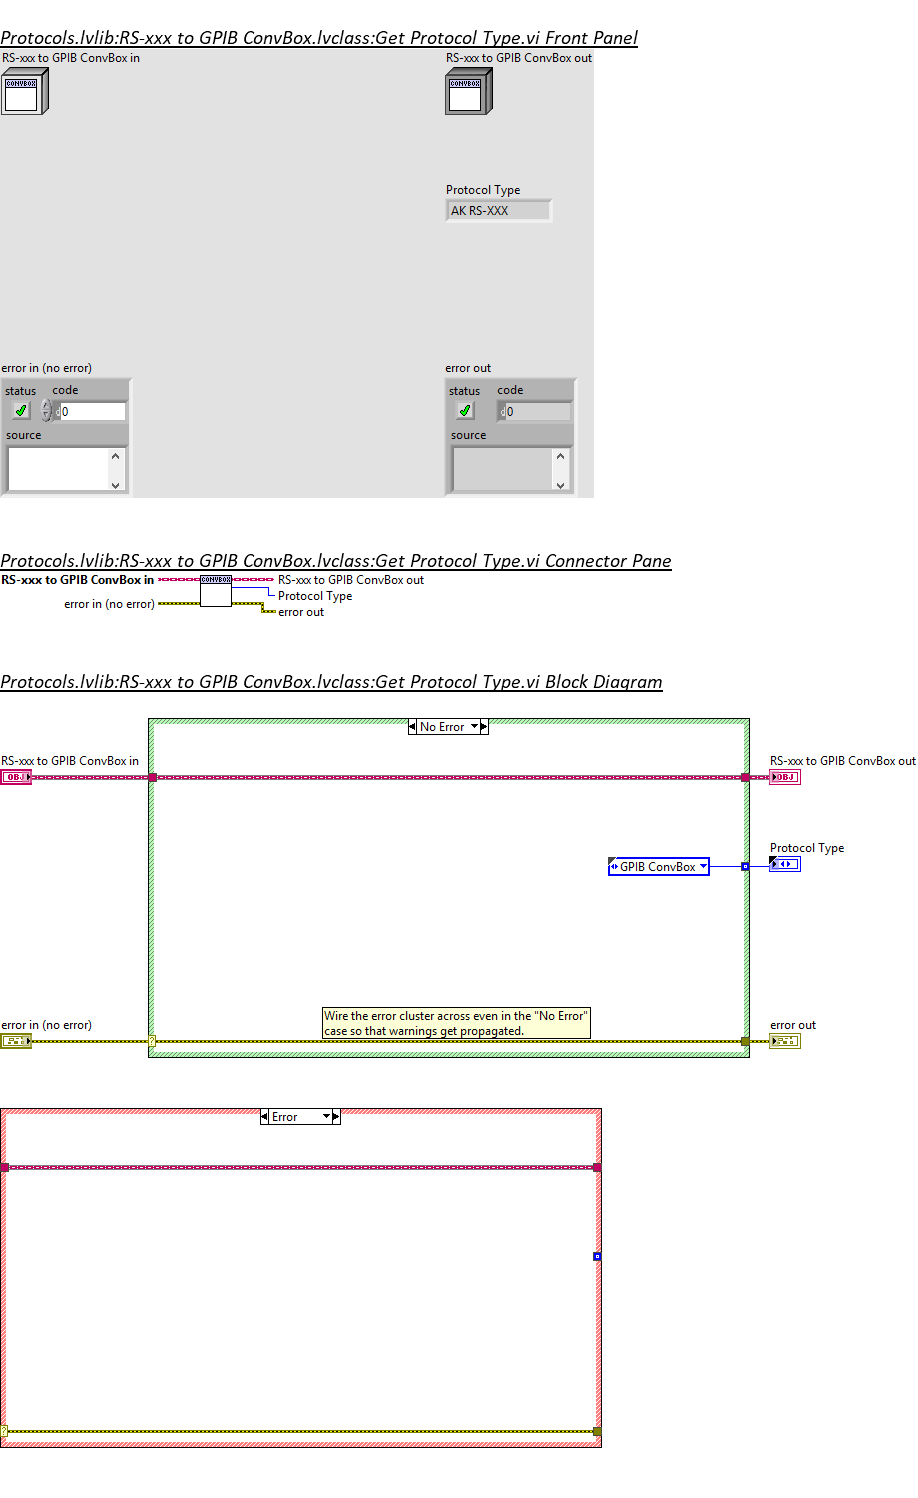 Protocols.lvlib:RS-xxx to GPIB ConvBox.lvclass:Get Protocol Type.vi Front Panel
RS-xxx to GPIB ConvBox in
RS-xxx to GPIB ConvBox out
CONVBOX
CONVBOX
Protocol Type
AK RS-XXX
error in (no error)
error out
status
code
status
code
d
0
d
0
source
source
Protocols.lvlib:RS-xxx to GPIB ConvBox.lvclass:Get Protocol Type.vi Connector Pane
RS-xxx to GPIB ConvBox in
CONVBOX
RS-xxx to GPIB ConvBox out
Protocol Type
error in (no error)
error out
Protocols.lvlib:RS-xxx to GPIB ConvBox.lvclass:Get Protocol Type.vi Block Diagram
No Error
RS-xxx to GPIB ConvBox in
RS-xxx to GPIB ConvBox out
OBJ
OBJ
Protocol Type
GPIB ConvBox
Wire the error cluster across even in the "No Error"
case so that warnings get propagated.
error in (no error)
error out
?
Error
?